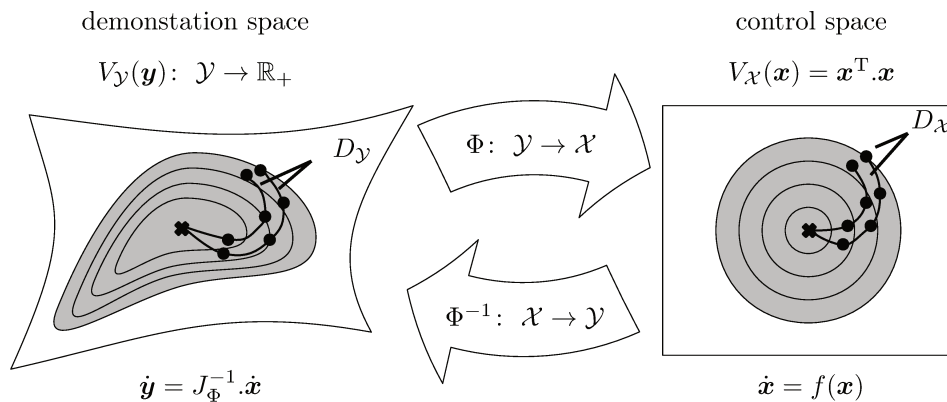 demonstation space
control space
V_𝒴(𝒚): 𝒴 → ℝ₊
V_𝒳(𝒙) = 𝒙ᵀ.𝒙
D_𝒴
Φ: 𝒴 → 𝒳
D_𝒳
Φ⁻¹: 𝒳 → 𝒴
𝒚̇ = J_Φ⁻¹.𝒙̇
𝒙̇ = f(𝒙)